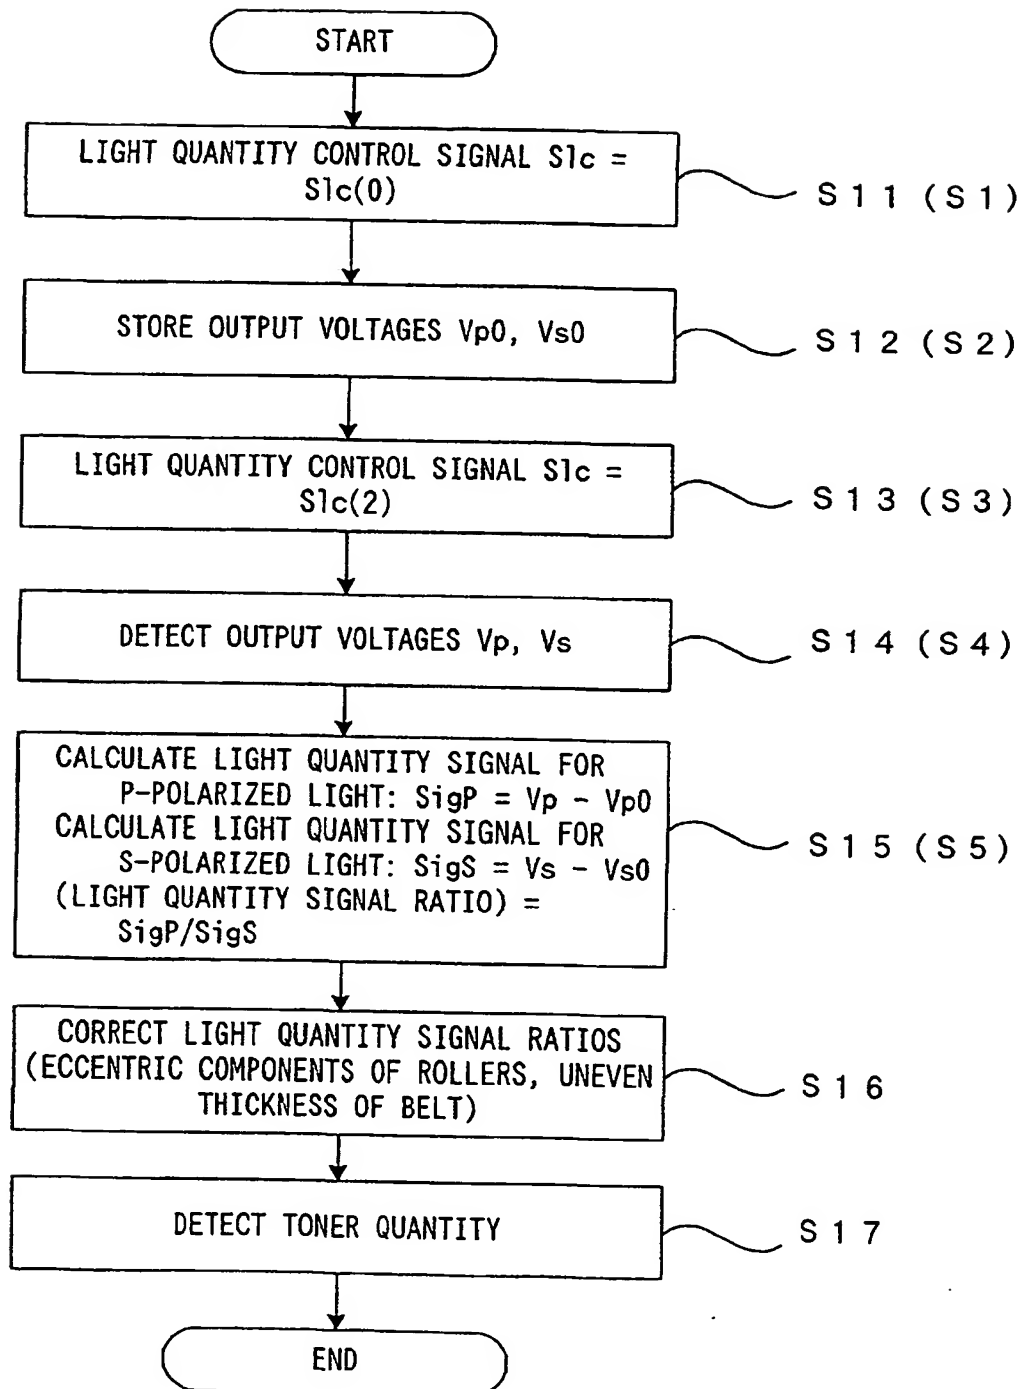 START
LIGHT QUANTITY CONTROL SIGNAL Slc =
Slc(0)
S11 (S1)
STORE OUTPUT VOLTAGES Vp0, Vs0
S12 (S2)
LIGHT QUANTITY CONTROL SIGNAL Slc =
Slc(2)
S13 (S3)
DETECT OUTPUT VOLTAGES Vp, Vs
S14 (S4)
CALCULATE LIGHT QUANTITY SIGNAL FOR
P-POLARIZED LIGHT: SigP = Vp - Vp0
CALCULATE LIGHT QUANTITY SIGNAL FOR
S-POLARIZED LIGHT: SigS = Vs - Vs0
(LIGHT QUANTITY SIGNAL RATIO) =
SigP/SigS
S15 (S5)
CORRECT LIGHT QUANTITY SIGNAL RATIOS
(ECCENTRIC COMPONENTS OF ROLLERS, UNEVEN
THICKNESS OF BELT)
S16
DETECT TONER QUANTITY
S17
END